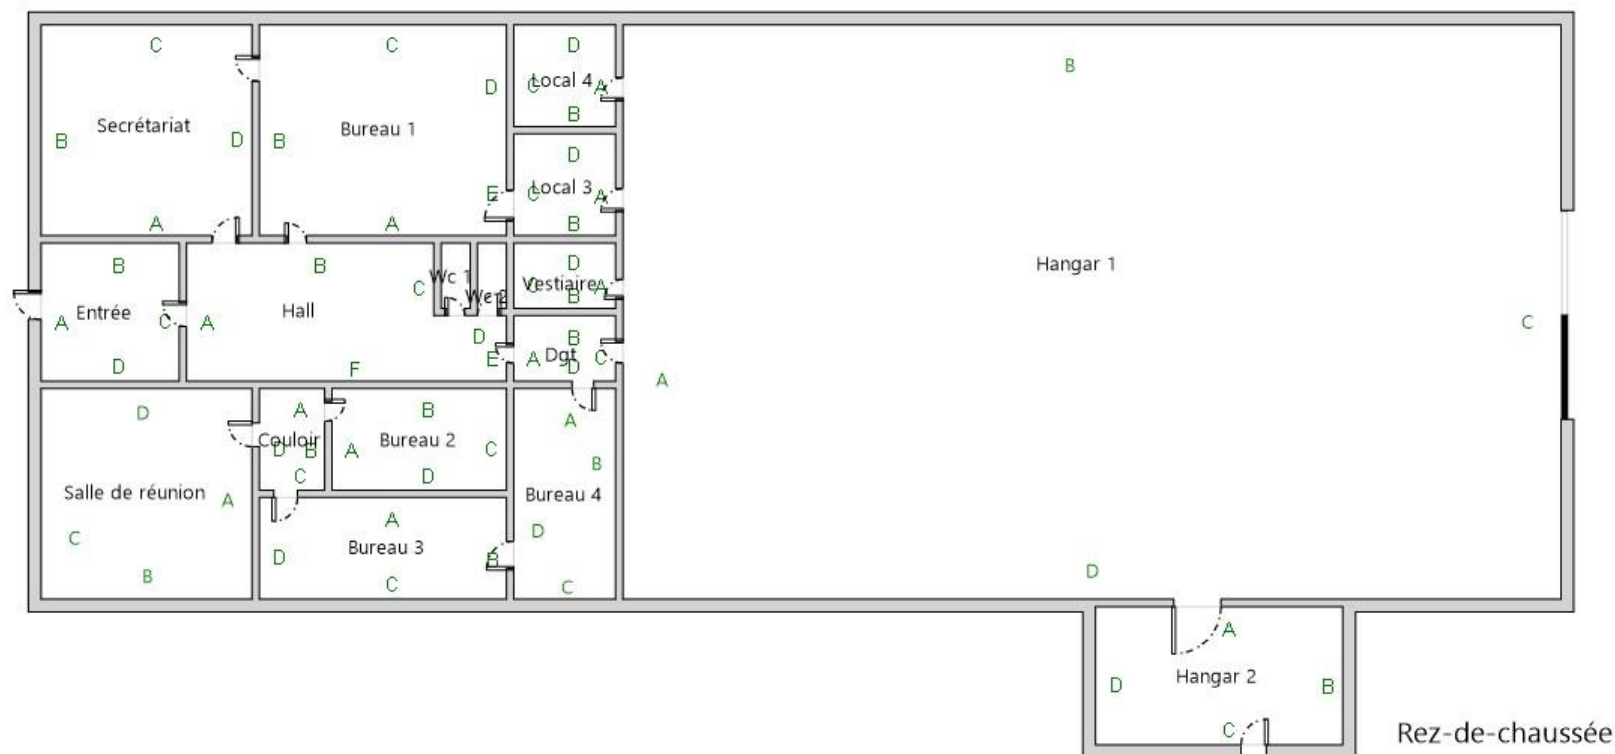 C C D
D Local 4 C A
B
Secrétariat B D
Bureau 1 B
B
A A
D
Local 3 E C A
B
B
Hangar 1
B B C D
Wc 1 Wc 2
Vestiaire C A
B
Entrée A C
Hall A
D
D E F
B
Dgt A C
D
C
A
D
D
A
Couloir D B
C
B
Bureau 2 A C
D
A
B
Bureau 4
D
C
Salle de réunion A
C
B
A
Bureau 3 D B
C
D
A
Hangar 2
D B
C
Rez-de-chaussée